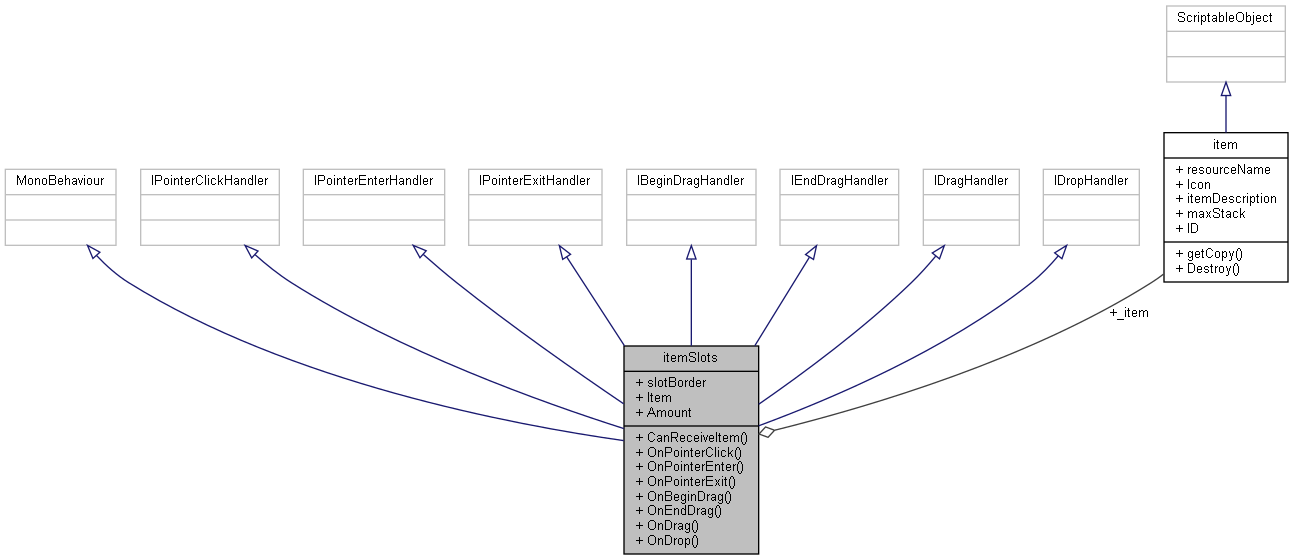 ScriptableObject
item
+ resourceName
+ Icon
+ itemDescription
+ maxStack
+ ID
+ getCopy()
+ Destroy()
MonoBehaviour
IPointerClickHandler
IPointerEnterHandler
IPointerExitHandler
IBeginDragHandler
IEndDragHandler
IDragHandler
IDropHandler
+_item
itemSlots
+ slotBorder
+ Item
+ Amount
+ CanReceiveItem()
+ OnPointerClick()
+ OnPointerEnter()
+ OnPointerExit()
+ OnBeginDrag()
+ OnEndDrag()
+ OnDrag()
+ OnDrop()